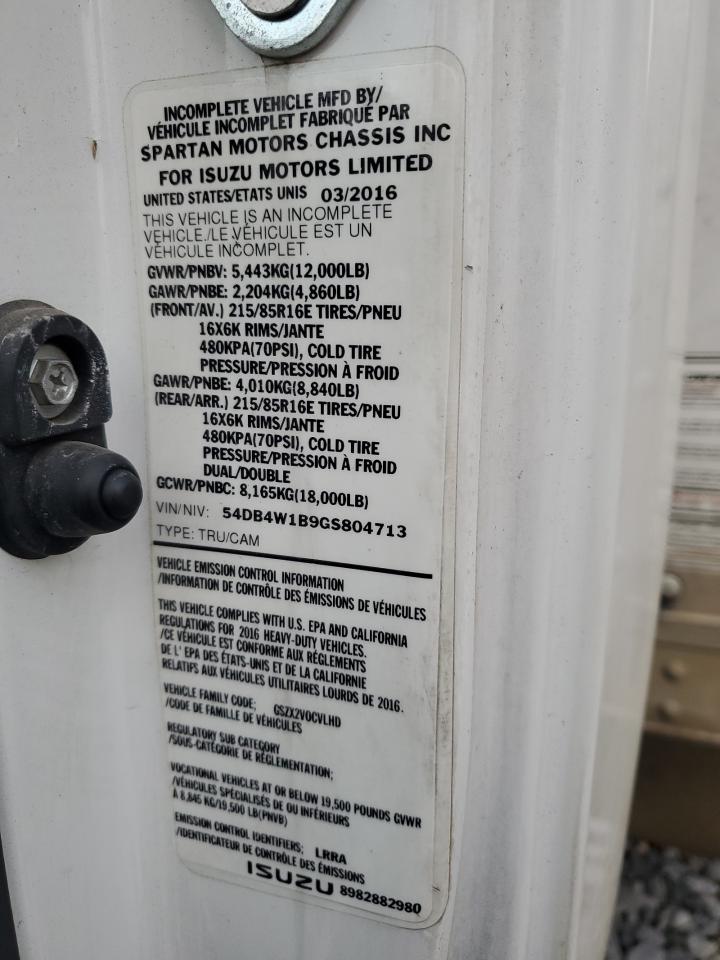 INCOMPLETE VEHICLE MFD BY/
VÉHICULE INCOMPLET FABRIQUÉ PAR
SPARTAN MOTORS CHASSIS INC
FOR ISUZU MOTORS LIMITED
UNITED STATES/ETATS UNIS 03/2016
THIS VEHICLE IS AN INCOMPLETE
VEHICLE./LE VÉHICULE EST UN
VÉHICULE INCOMPLET.
GVWR/PNBV: 5,443KG(12,000LB)
GAWR/PNBE: 2,204KG(4,860LB)
(FRONT/AV.) 215/85R16E TIRES/PNEU
16X6K RIMS/JANTE
480KPA(70PSI), COLD TIRE
PRESSURE/PRESSION À FROID
GAWR/PNBE: 4,010KG(8,840LB)
(REAR/ARR.) 215/85R16E TIRES/PNEU
16X6K RIMS/JANTE
480KPA(70PSI), COLD TIRE
PRESSURE/PRESSION À FROID
DUAL/DOUBLE
GCWR/PNBC: 8,165KG(18,000LB)
VIN/NIV: 54DB4W1B9GS804713
TYPE: TRU/CAM
VEHICLE EMISSION CONTROL INFORMATION
/INFORMATION DE CONTRÔLE DES ÉMISSIONS DE VÉHICULES
THIS VEHICLE COMPLIES WITH U.S. EPA AND CALIFORNIA
REGULATIONS FOR 2016 HEAVY-DUTY VEHICLES.
/CE VÉHICULE EST CONFORME AUX RÉGLEMENTS
DE L' EPA DES ÉTATS-UNIS ET DE LA CALIFORNIE
RELATIFS AUX VÉHICULES UTILITAIRES LOURDS DE 2016.
VEHICLE FAMILY CODE; GSZX2VOCVLHD
/CODE DE FAMILLE DE VÉHICULES
REGULATORY SUB CATEGORY
/SOUS-CATÉGORIE DE RÉGLEMENTATION;
VOCATIONAL VEHICLES AT OR BELOW 19,500 POUNDS GVWR
/VÉHICULES SPÉCIALISÉS DE OU INFÉRIEURS
À 8,845 KG/19,500 LB(PNVB)
EMISSION CONTROL IDENTIFIERS; LRRA
/IDENTIFICATEUR DE CONTRÔLE DES ÉMISSIONS
ISUZU 8982882980